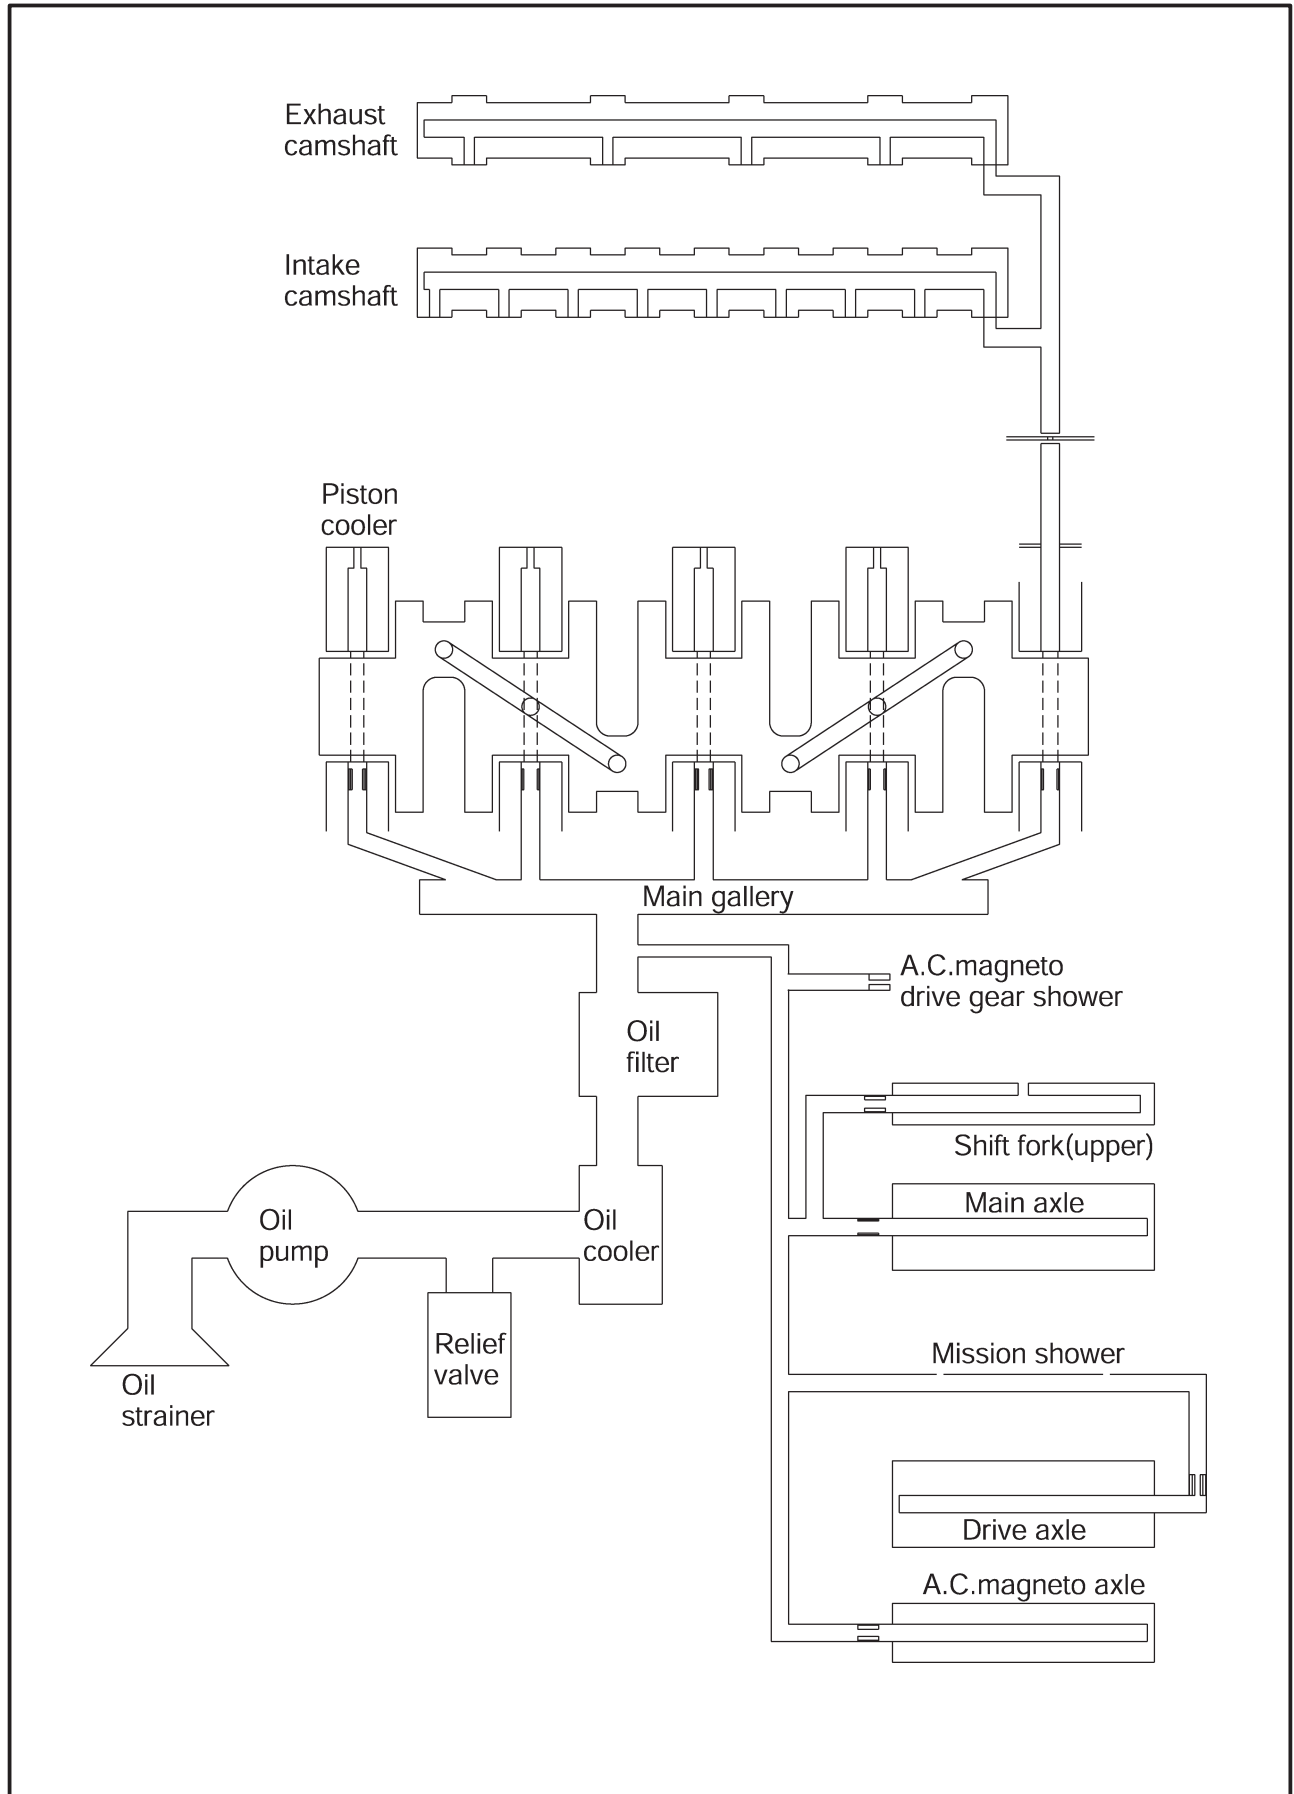 Exhaust
camshaft
Intake
camshaft
Piston
cooler
Main gallery
A.C.magneto
drive gear shower
Oil
filter
Shift fork(upper)
Main axle
Oil
pump
Oil
cooler
Relief
valve
Mission shower
Oil
strainer
Drive axle
A.C.magneto axle